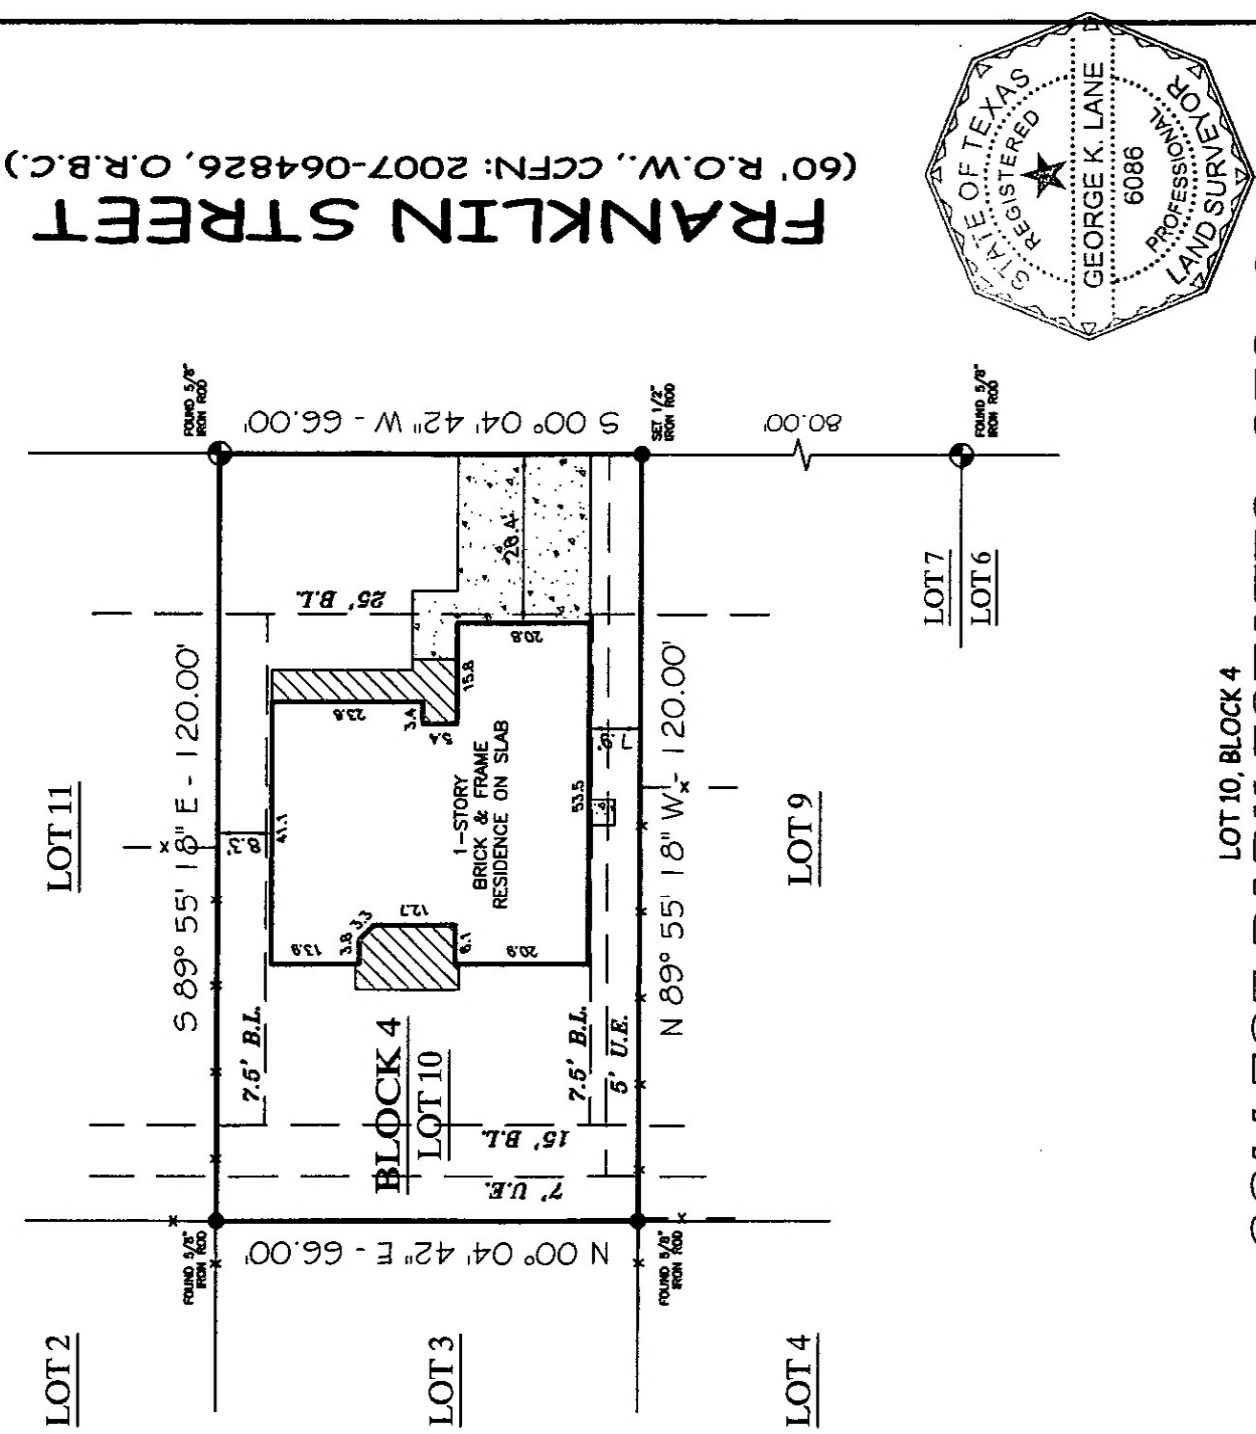 FRANKLIN STREET
(60' R.O.W., CCFN: 2007-064826, O.R.B.C.)
STATE OF TEXAS
REGISTERED
GEORGE K. LANE
6086
PROFESSIONAL
LAND SURVEYOR
FOUND 5/8"
IRON ROD
S 00° 04' 42" W - 66.00'
SET 1/2"
IRON ROD
80.00'
FOUND 5/8"
IRON ROD
LOT 7
LOT 6
LOT 11
S 89° 55' 18" E - 120.00'
25' B.L.
26.4'
20.8
15.8
23.8
3.4
5.4
41.1
1-STORY
BRICK & FRAME
RESIDENCE ON SLAB
53.5
N 89° 55' 18" W - 120.00'
LOT 9
13.9
3.8
3.3
12.7
6.1
20.9
7.5' B.L.
BLOCK 4
LOT 10
7.5' B.L.
5' U.E.
15' B.L.
7' U.E.
FOUND 5/8"
IRON ROD
N 00° 04' 42" E - 66.00'
FOUND 5/8"
IRON ROD
LOT 2
LOT 3
LOT 4
LOT 10, BLOCK 4